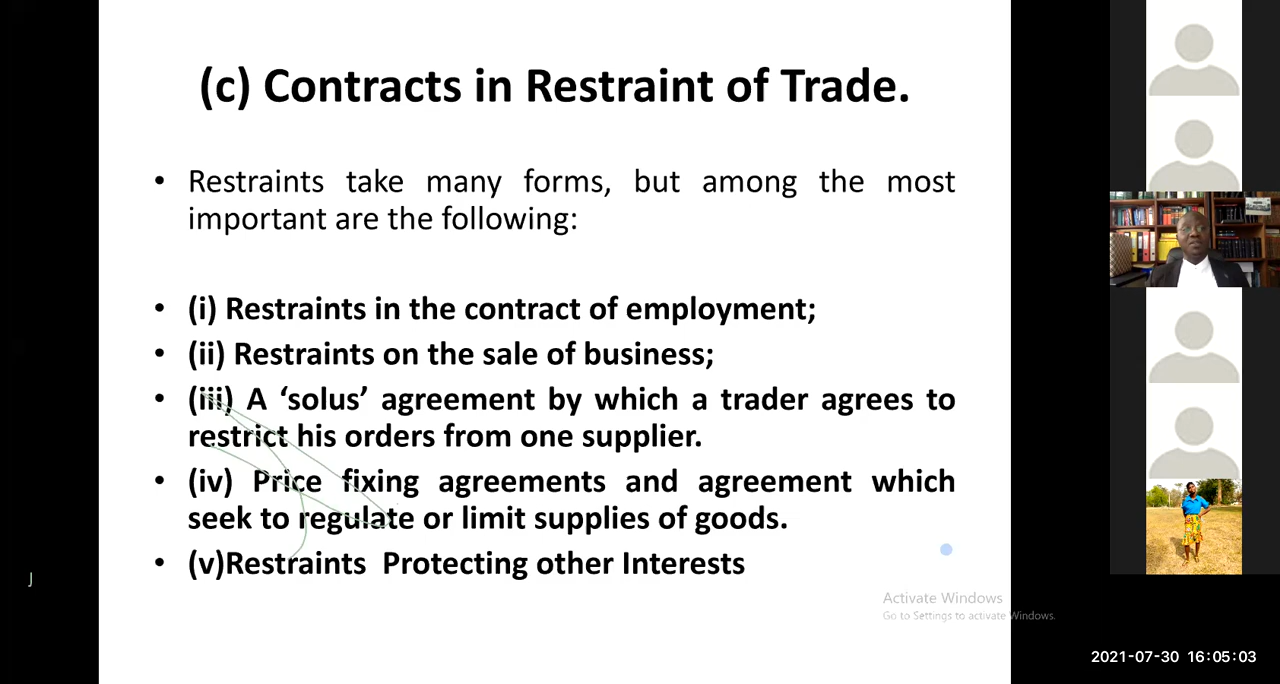 (c) Contracts in Restraint of Trade.
• Restraints take many forms, but among the most
important are the following:
• (i) Restraints in the contract of employment;
• (ii) Restraints on the sale of business;
• (iii) A ‘solus’ agreement by which a trader agrees to
restrict his orders from one supplier.
• (iv) Price fixing agreements and agreement which
seek to regulate or limit supplies of goods.
• (v)Restraints Protecting other Interests
J
Activate Windows
Go to Settings to activate Windows.
2021-07-30 16:05:03